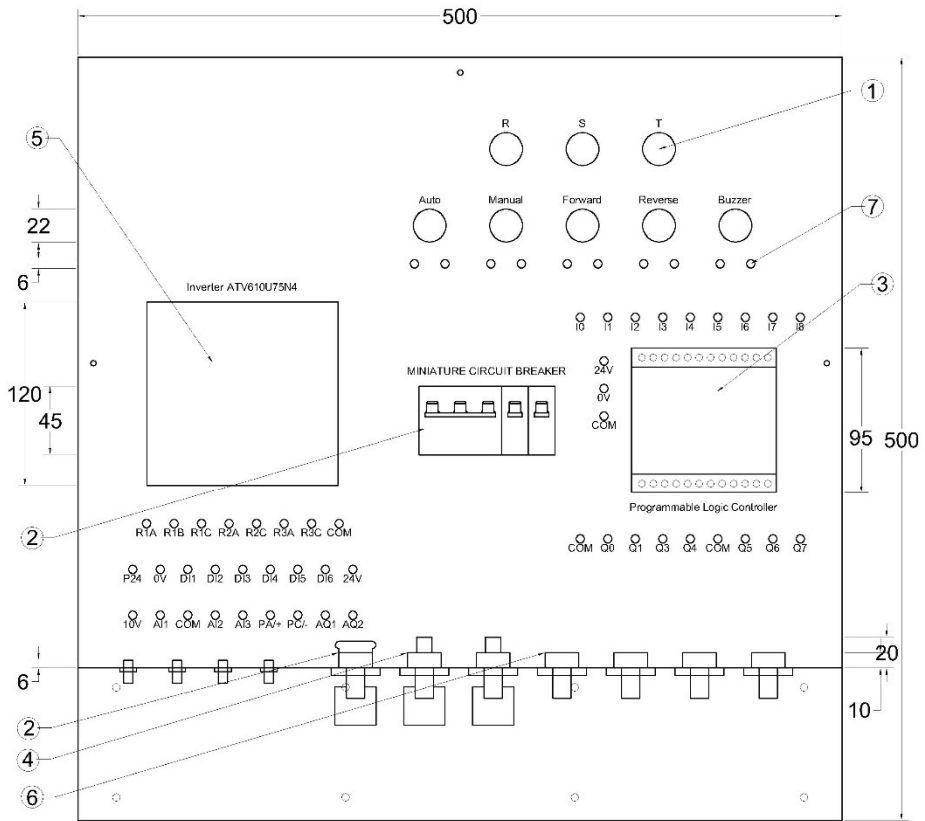 500
1
R S T
5
Auto Manual Forward Reverse Buzzer
22
7
6
Inverter ATV610U75N4
3
I0 I1 I2 I3 I4 I5 I6 I7 I8
24V
MINIATURE CIRCUIT BREAKER
0V
120
45
COM
95
500
Programmable Logic Controller
2
R1A R1B R1C R2A R2C R3A R3C COM
COM Q0 Q1 Q3 Q4 COM Q5 Q6 Q7
P24 0V DI1 DI2 DI3 DI4 DI5 DI6 24V
10V AI1 COM AI2 AI3 PA/+ PC/- AQ1 AQ2
20
6
10
2
4
6